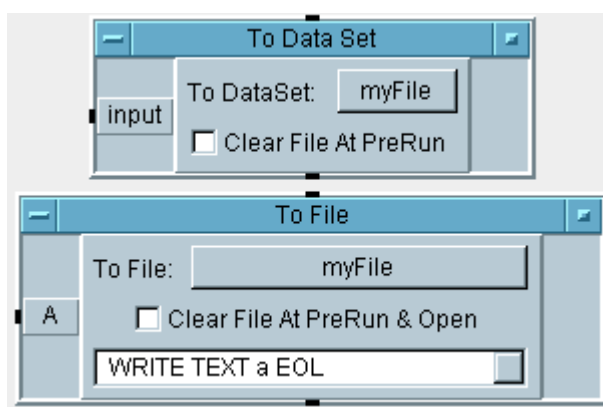 To Data Set
To DataSet: myFile
input
Clear File At PreRun
To File
To File: myFile
A
Clear File At PreRun & Open
WRITE TEXT a EOL